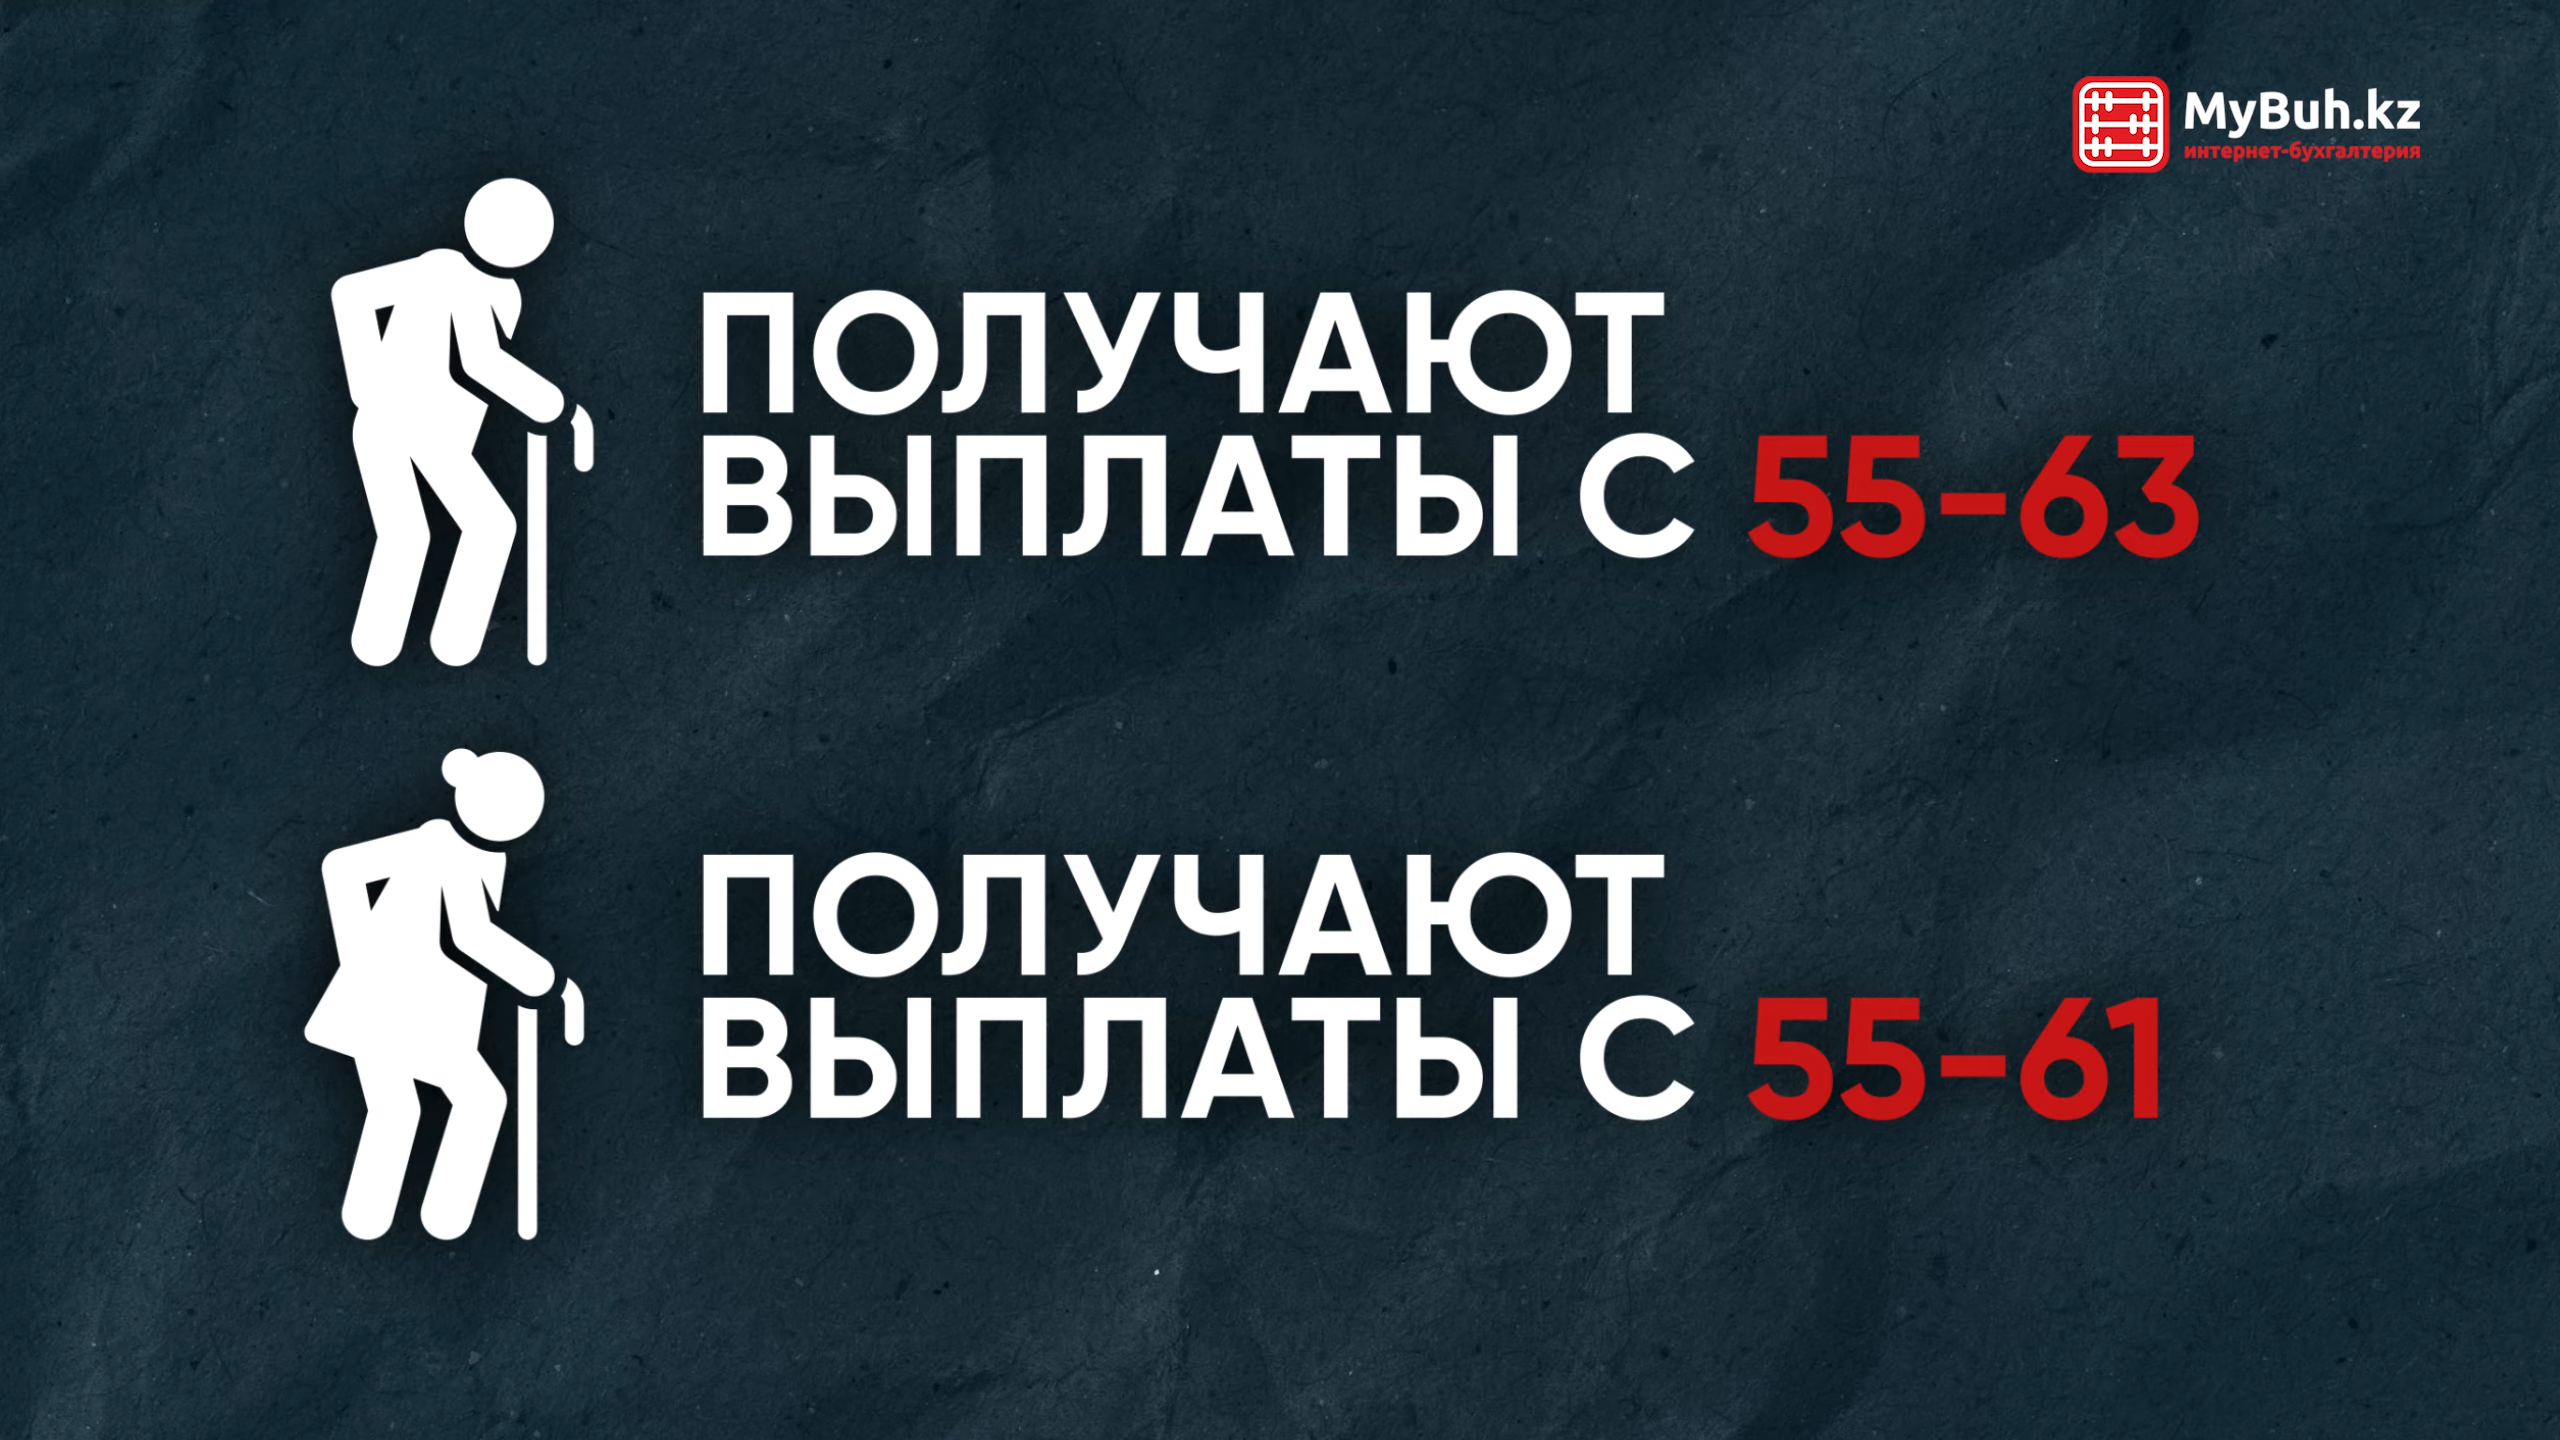 MyBuh.kz
интернет-бухгалтерия
ПОЛУЧАЮТ
ВЫПЛАТЫ С 55-63
ПОЛУЧАЮТ
ВЫПЛАТЫ С 55-61